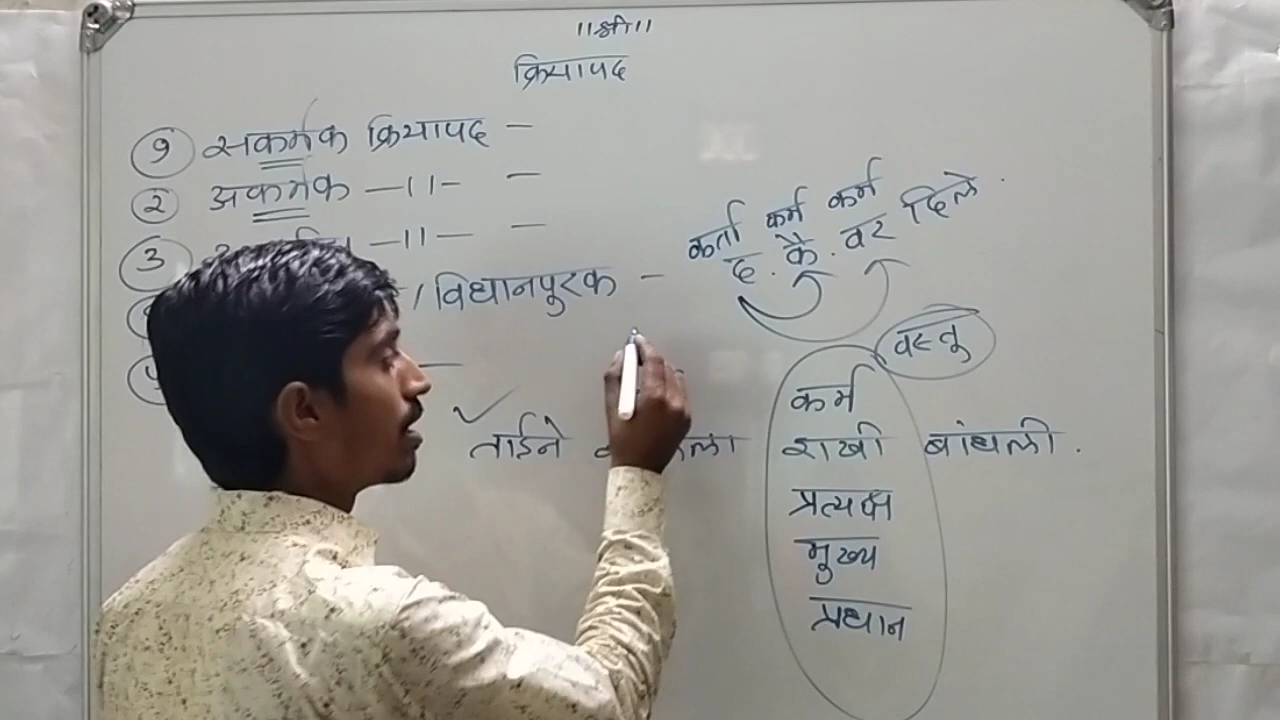 ॥श्री॥
क्रियापद
१ सकर्मक क्रियापद –
२ अकर्मक –॥– –
३ –॥– –
/ विधानपुरक –
कर्ता कर्म कर्म
द. कै. वर दिले.
वस्तू
कर्म
ताईने राखी बांधली.
प्रत्यक्ष
मुख्य
प्रधान